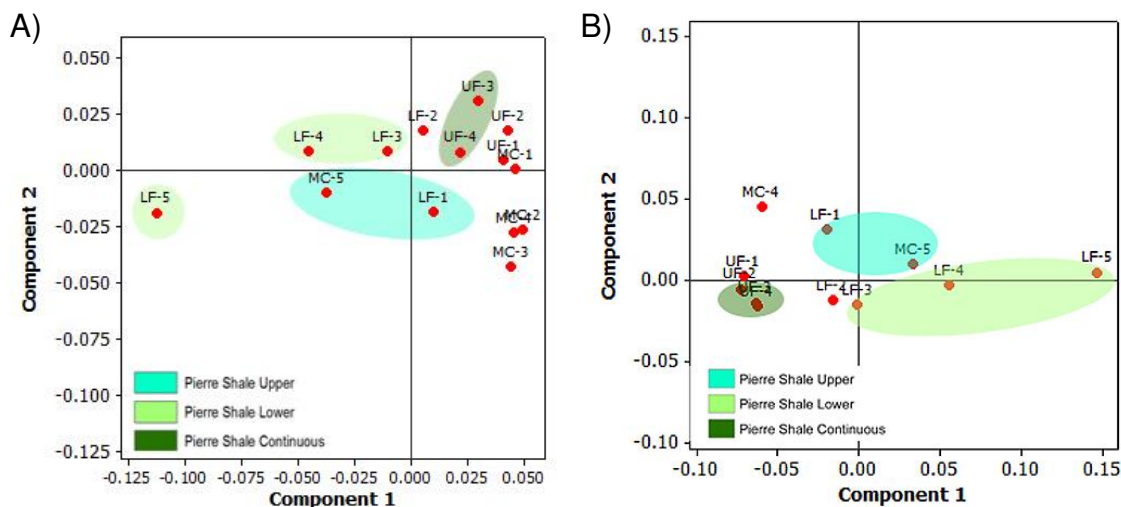 A)
0.050
0.025
0.000
-0.025
-0.050
-0.075
-0.100
-0.125
Component 2
UF-3
LF-2
UF-2
LF-4
LF-3
UF-4
UF-1
MC-1
MC-5
LF-5
LF-1
MC-2
MC-4
MC-3
Pierre Shale Upper
Pierre Shale Lower
Pierre Shale Continuous
-0.125 -0.100 -0.075 -0.050 -0.025 0.000 0.025 0.050
Component 1
B)
0.15
0.10
0.05
0.00
-0.05
-0.10
Component 2
MC-4
LF-1
MC-5
LF-5
UF-1
LF-4
UF-2
UF-3
UF-4
LF-3
Pierre Shale Upper
Pierre Shale Lower
Pierre Shale Continuous
-0.10 -0.05 0.00 0.05 0.10 0.15
Component 1